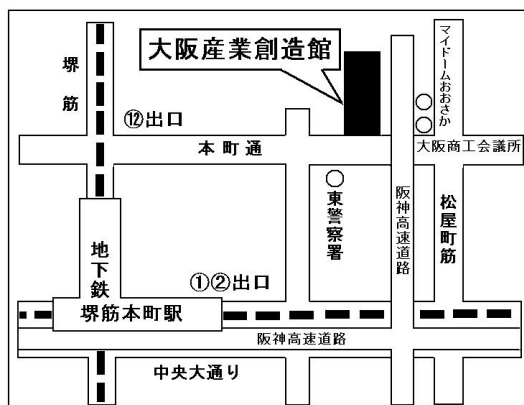 大阪産業創造館
堺筋
マイドームおおさか
⑫出口
本町通
大阪商工会議所
東警察署
阪神高速道路
松屋町筋
地下鉄
①②出口
堺筋本町駅
阪神高速道路
中央大通り